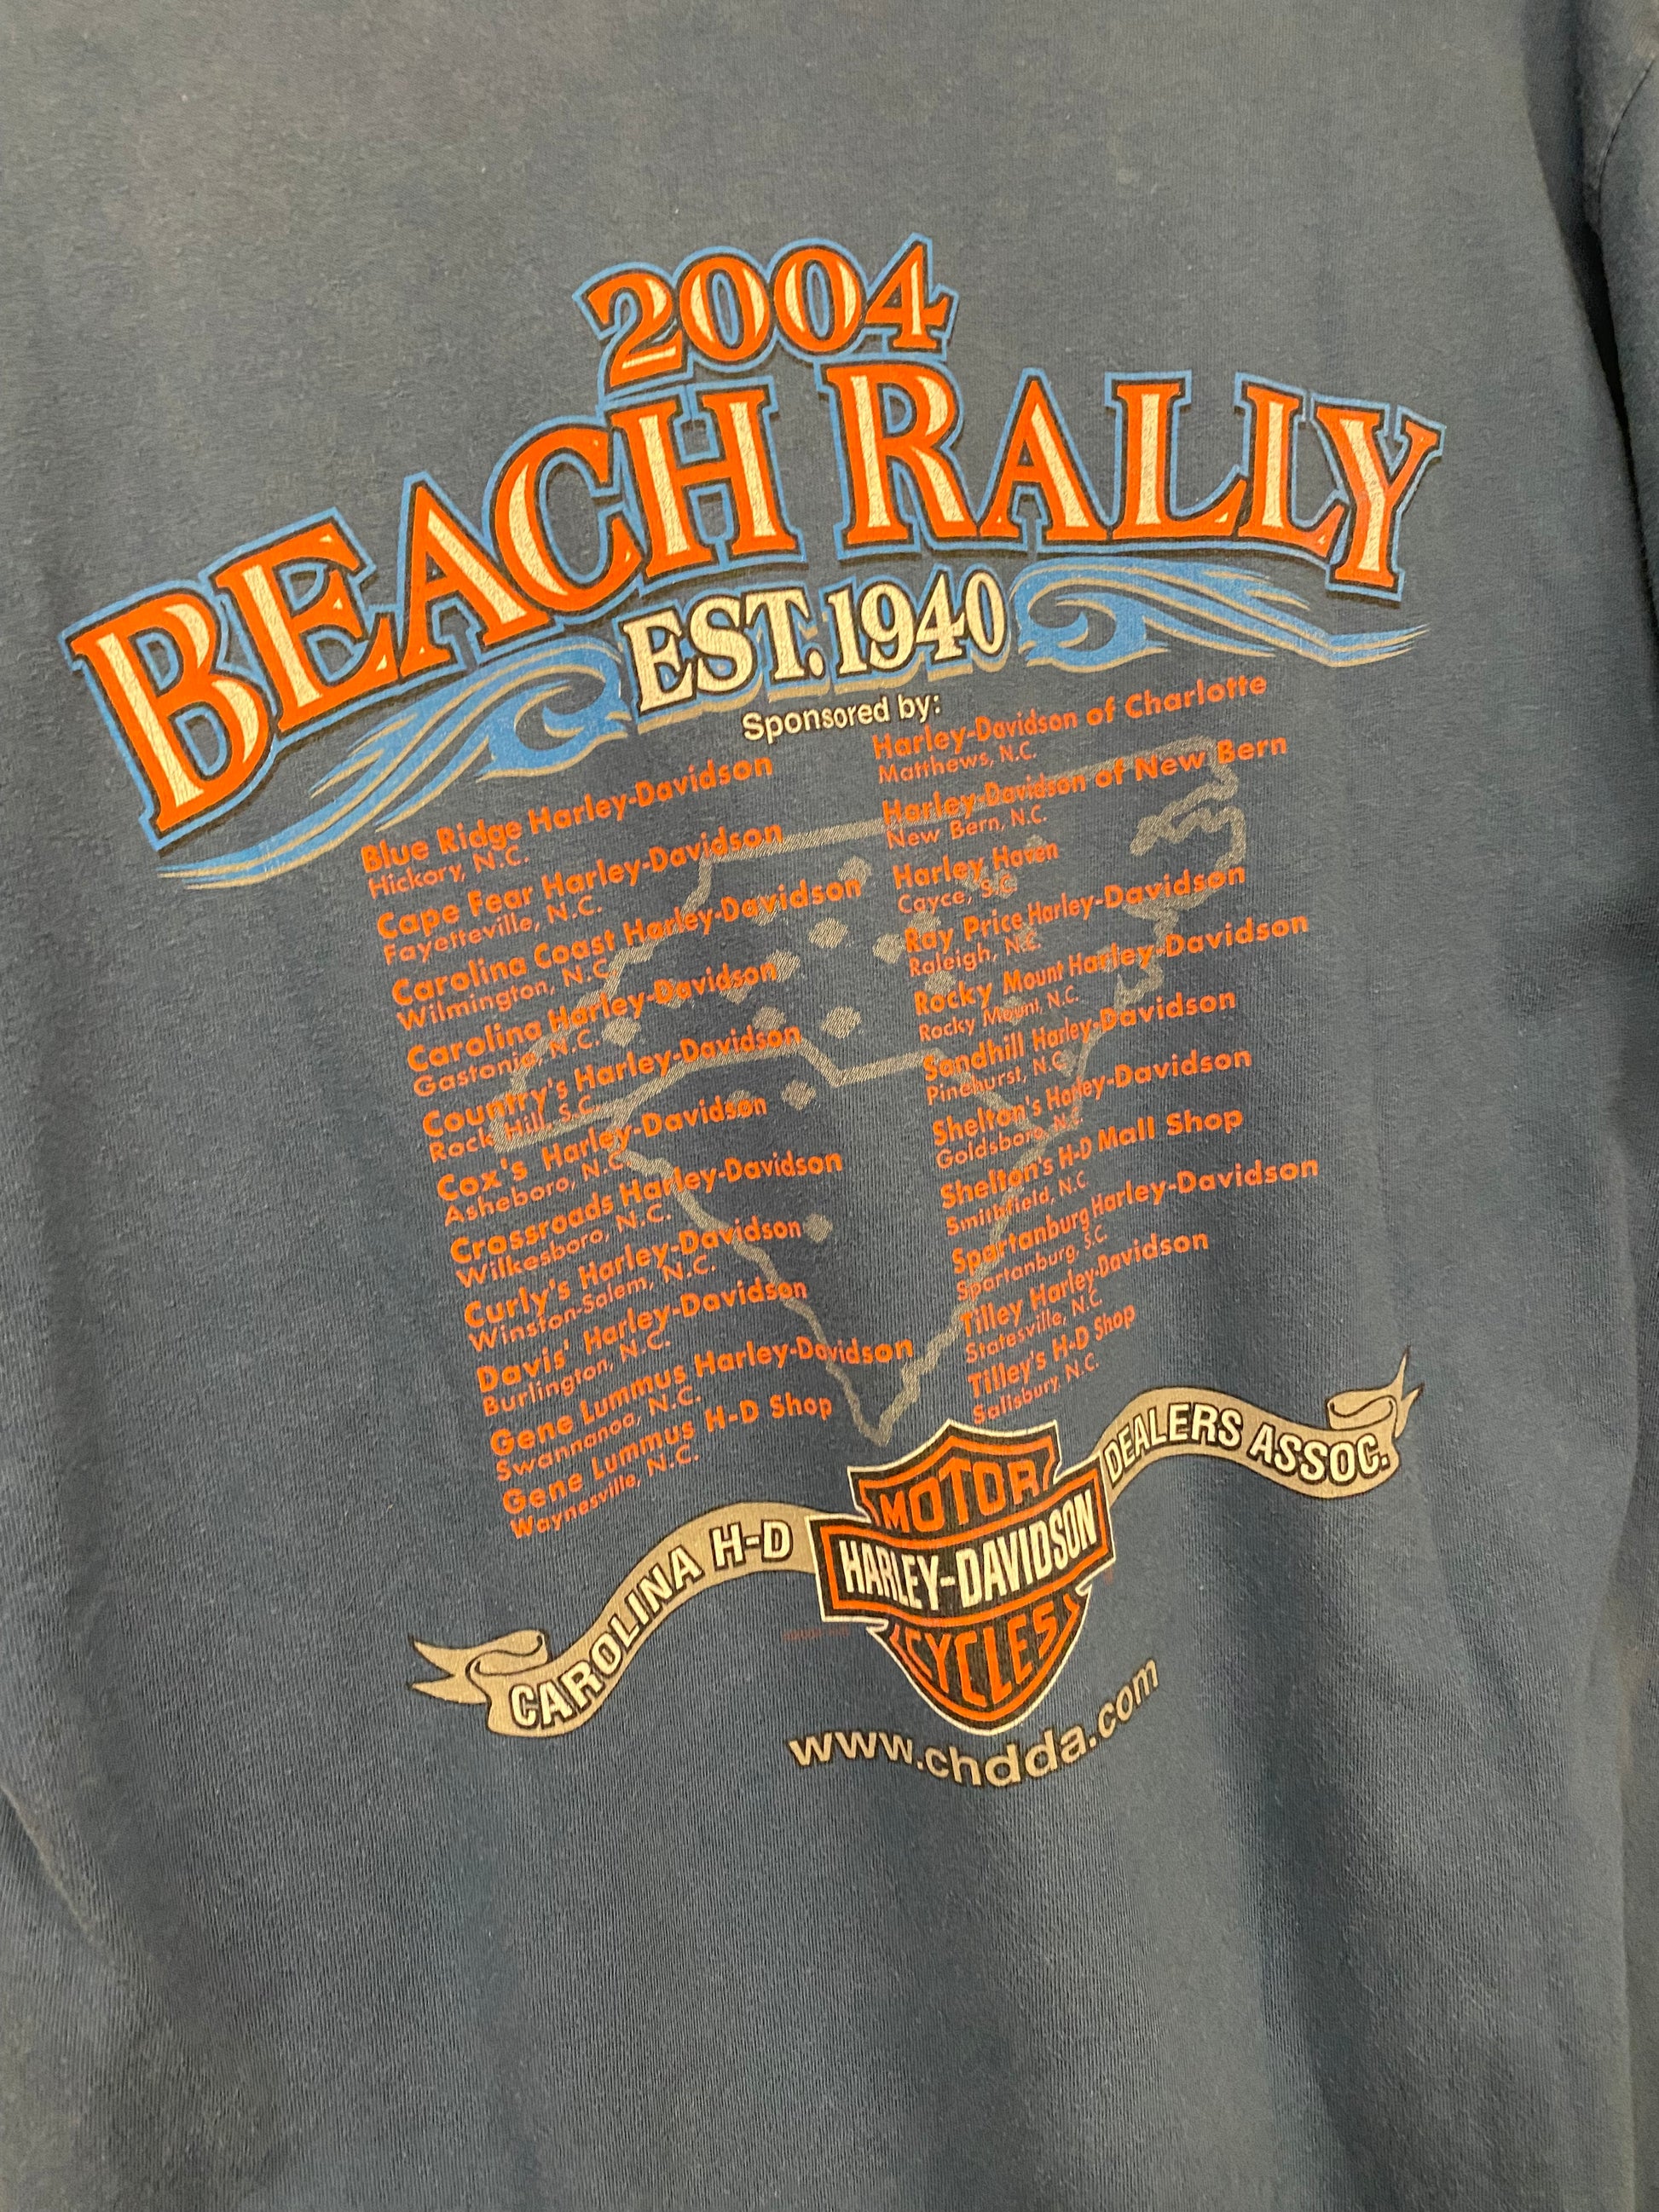 2004
BEACH RALLY
EST. 1940
Sponsored by:
Blue Ridge Harley-Davidson
Hickory, N.C.
Cape Fear Harley-Davidson
Fayetteville, N.C.
Carolina Coast Harley-Davidson
Wilmington, N.C.
Carolina Harley-Davidson
Gastonia N.C.
Country's Harley-Davidson
Rock Hill, S.C.
Cox's Harley-Davidson
Asheboro, N.C.
Crossroads Harley-Davidson
Wilkesboro, N.C.
Curly's Harley-Davidson
Winston-Salem, N.C.
Davis' Harley-Davidson
Burlington, N.C.
Gene Lummus Harley-Davidson
Swannanoa, N.C.
Gene Lummus H-D Shop
Waynesville, N.C.
Harley-Davidson of Charlotte
Matthews, N.C.
Harley-Davidson of New Bern
New Bern, N.C.
Harley Haven
Cayce, S.C.
Ray Price Harley-Davidson
Raleigh, N.C.
Rocky Mount Harley-Davidson
Rocky Mount, N.C.
Sandhill Harley-Davidson
Pinehurst, N.C.
Shelton's Harley-Davidson
Goldsboro, N.C.
Shelton's H-D Mall Shop
Smithfield, N.C
Spartanburg Harley-Davidson
Spartanburg, S.C.
Tilley Harley-Davidson
Statesville, N.C.
Tilley's H-D Shop
Salisbury, N.C.
CAROLINA H-D DEALERS ASSOC.
MOTOR
HARLEY-DAVIDSON
CYCLES
www.chdda.com